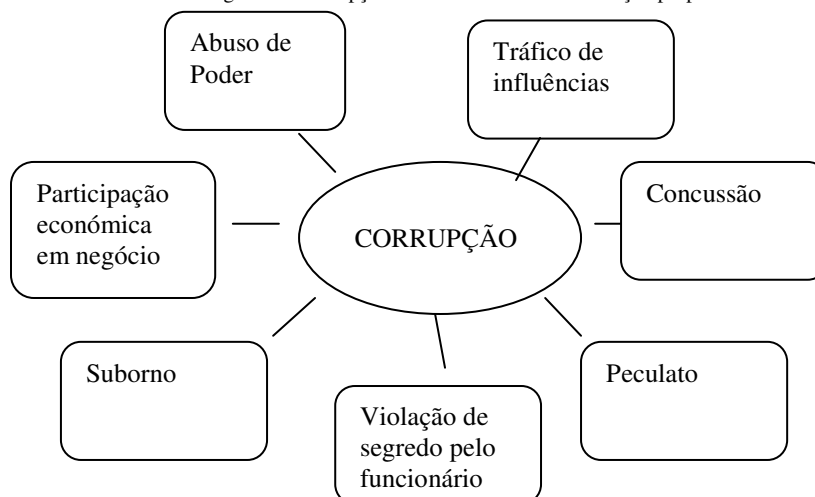 Abuso de
Poder
Tráfico de
influências
Participação
económica
em negócio
CORRUPÇÃO
Concussão
Suborno
Peculato
Violação de
segredo pelo
funcionário